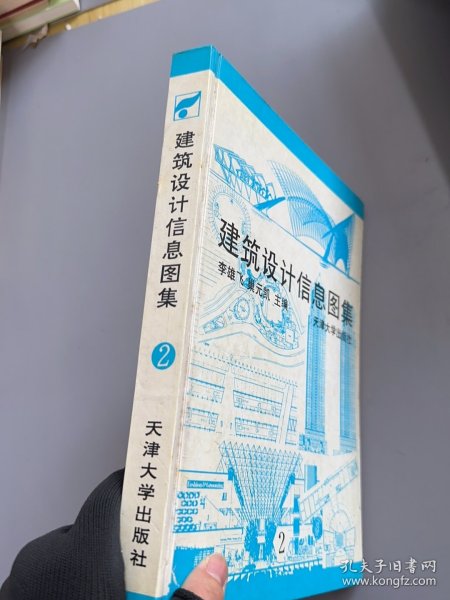 建筑设计信息图集
2
天津大学出版社
建筑设计信息图集
李雄飞 巢元凯 主编
天津大学出版社
2
孔夫子旧书网
www.kongfz.com